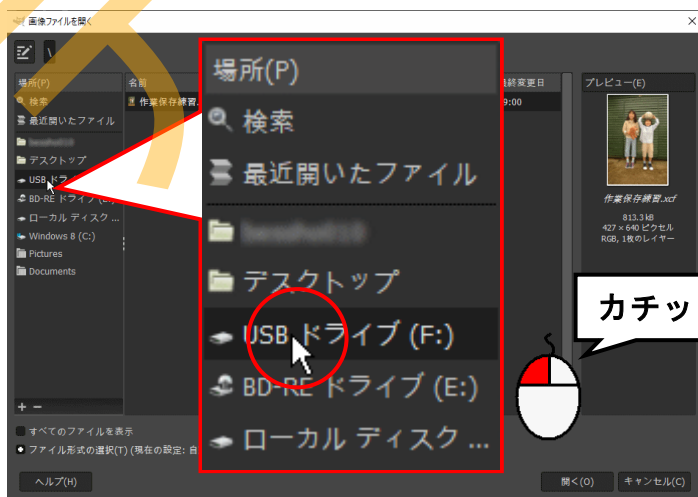 画像ファイルを開く
\
場所(P)
検索
最近開いたファイル
デスクトップ
USB ドラ
BD-RE ドライブ (E:)
ローカル ディスク ...
Windows 8 (C:)
Pictures
Documents
名前
作業保存練習.
最終変更日
9:00
場所(P)
検索
最近開いたファイル
デスクトップ
USB ドライブ (F:)
BD-RE ドライブ (E:)
ローカル ディスク ...
プレビュー(E)
作業保存練習.xcf
813.3 kB
427 × 640 ピクセル
RGB, 1枚のレイヤー
カチッ
+ −
すべてのファイルを表示
ファイル形式の選択(T) (現在の設定: 自
ヘルプ(H)
開く(O)
キャンセル(C)